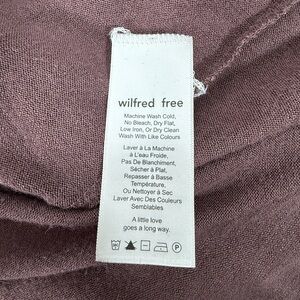 wilfred free
Machine Wash Cold,
No Bleach, Dry Flat,
Low Iron, Or Dry Clean
Wash With Like Colours
Laver à La Machine
à L'eau Froide,
Pas De Blanchiment,
Sécher à Plat,
Repasser à Basse
Température,
Ou Nettoyer à Sec
Laver Avec Des Couleurs
Semblables
A little love
goes a long way.
P